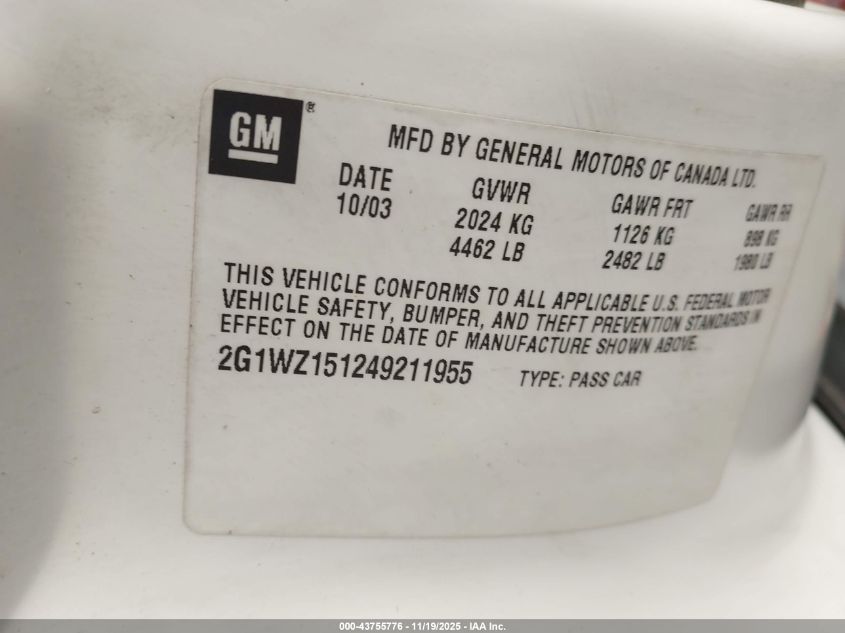 GM ®
MFD BY GENERAL MOTORS OF CANADA LTD.
DATE GVWR GAWR FRT GAWR RR
10/03 2024 KG 1126 KG 898 KG
4462 LB 2482 LB 1980 LB
THIS VEHICLE CONFORMS TO ALL APPLICABLE U.S. FEDERAL MOTOR
VEHICLE SAFETY, BUMPER, AND THEFT PREVENTION STANDARDS IN
EFFECT ON THE DATE OF MANUFACTURE SHOWN ABOVE.
2G1WZ151249211955 TYPE: PASS CAR
000-43755776 - 11/19/2025 - IAA Inc.